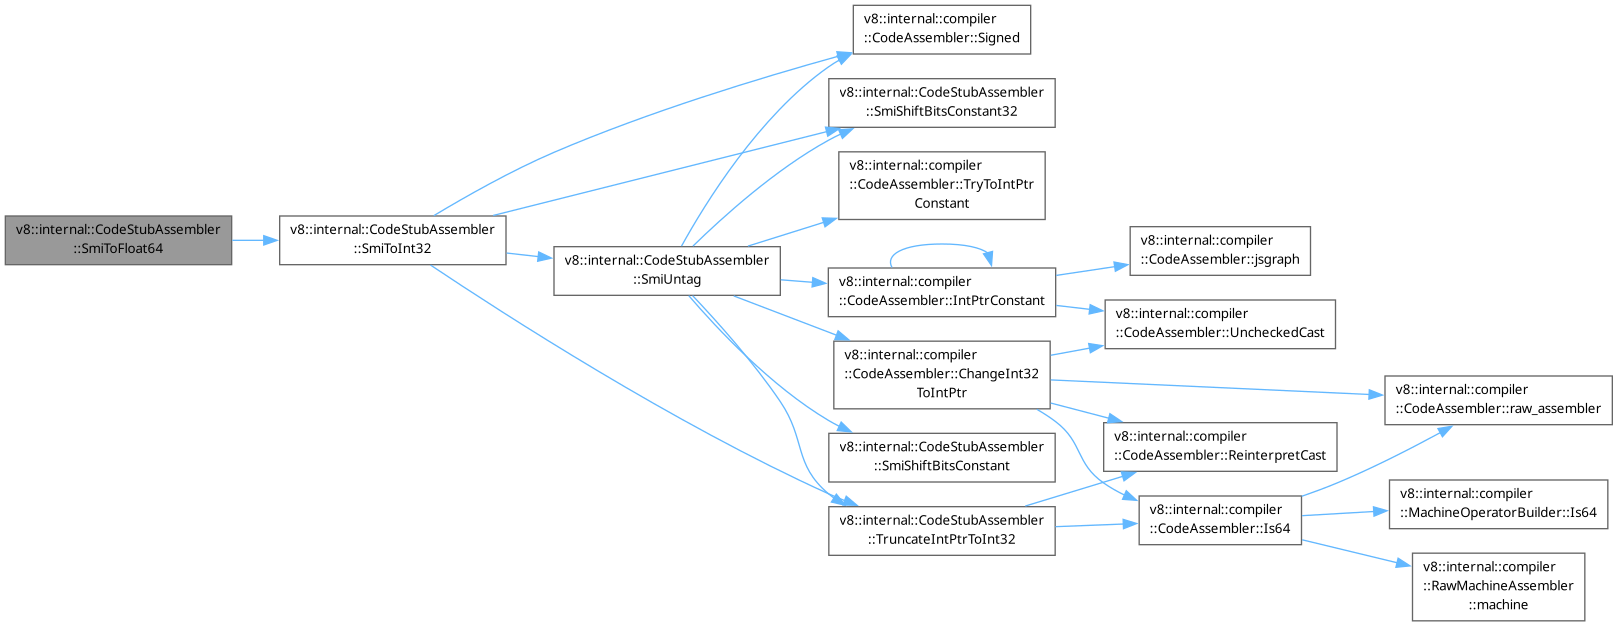 v8::internal::CodeStubAssembler
::SmiToFloat64
v8::internal::CodeStubAssembler
::SmiToInt32
v8::internal::CodeStubAssembler
::SmiUntag
v8::internal::compiler
::CodeAssembler::Signed
v8::internal::CodeStubAssembler
::SmiShiftBitsConstant32
v8::internal::compiler
::CodeAssembler::TryToIntPtr
Constant
v8::internal::compiler
::CodeAssembler::IntPtrConstant
v8::internal::compiler
::CodeAssembler::ChangeInt32
ToIntPtr
v8::internal::CodeStubAssembler
::SmiShiftBitsConstant
v8::internal::CodeStubAssembler
::TruncateIntPtrToInt32
v8::internal::compiler
::CodeAssembler::jsgraph
v8::internal::compiler
::CodeAssembler::UncheckedCast
v8::internal::compiler
::CodeAssembler::ReinterpretCast
v8::internal::compiler
::CodeAssembler::Is64
v8::internal::compiler
::CodeAssembler::raw_assembler
v8::internal::compiler
::MachineOperatorBuilder::Is64
v8::internal::compiler
::RawMachineAssembler
::machine